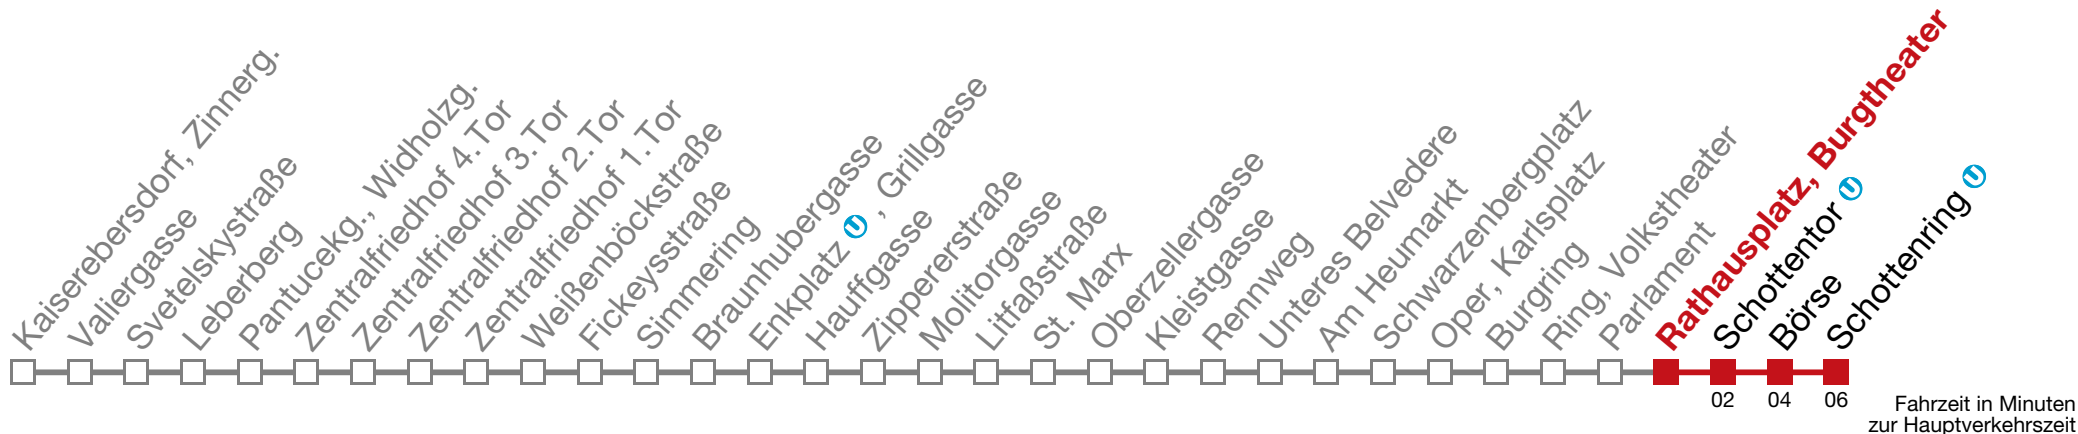 Kaiserebersdorf, Zinnerg.
Valiergasse
Svetelskystraße
Leberberg
Pantucekg., Widholzg.
Zentralfriedhof 4. Tor
Zentralfriedhof 3. Tor
Zentralfriedhof 2. Tor
Zentralfriedhof 1. Tor
Weißenböckstraße
Fickeysstraße
Simmering
Braunhubergasse
Enkplatz U, Grillgasse
Hauffgasse
Zippererstraße
Molitorgasse
Litfaßstraße
St. Marx
Oberzellergasse
Kleistgasse
Rennweg
Unteres Belvedere
Am Heumarkt
Schwarzenbergplatz
Oper, Karlsplatz
Burgring
Ring, Volkstheater
Parlament
Rathausplatz, Burgtheater
Schottentor U
Börse
Schottenring U
02 04 06
Fahrzeit in Minuten
zur Hauptverkehrszeit